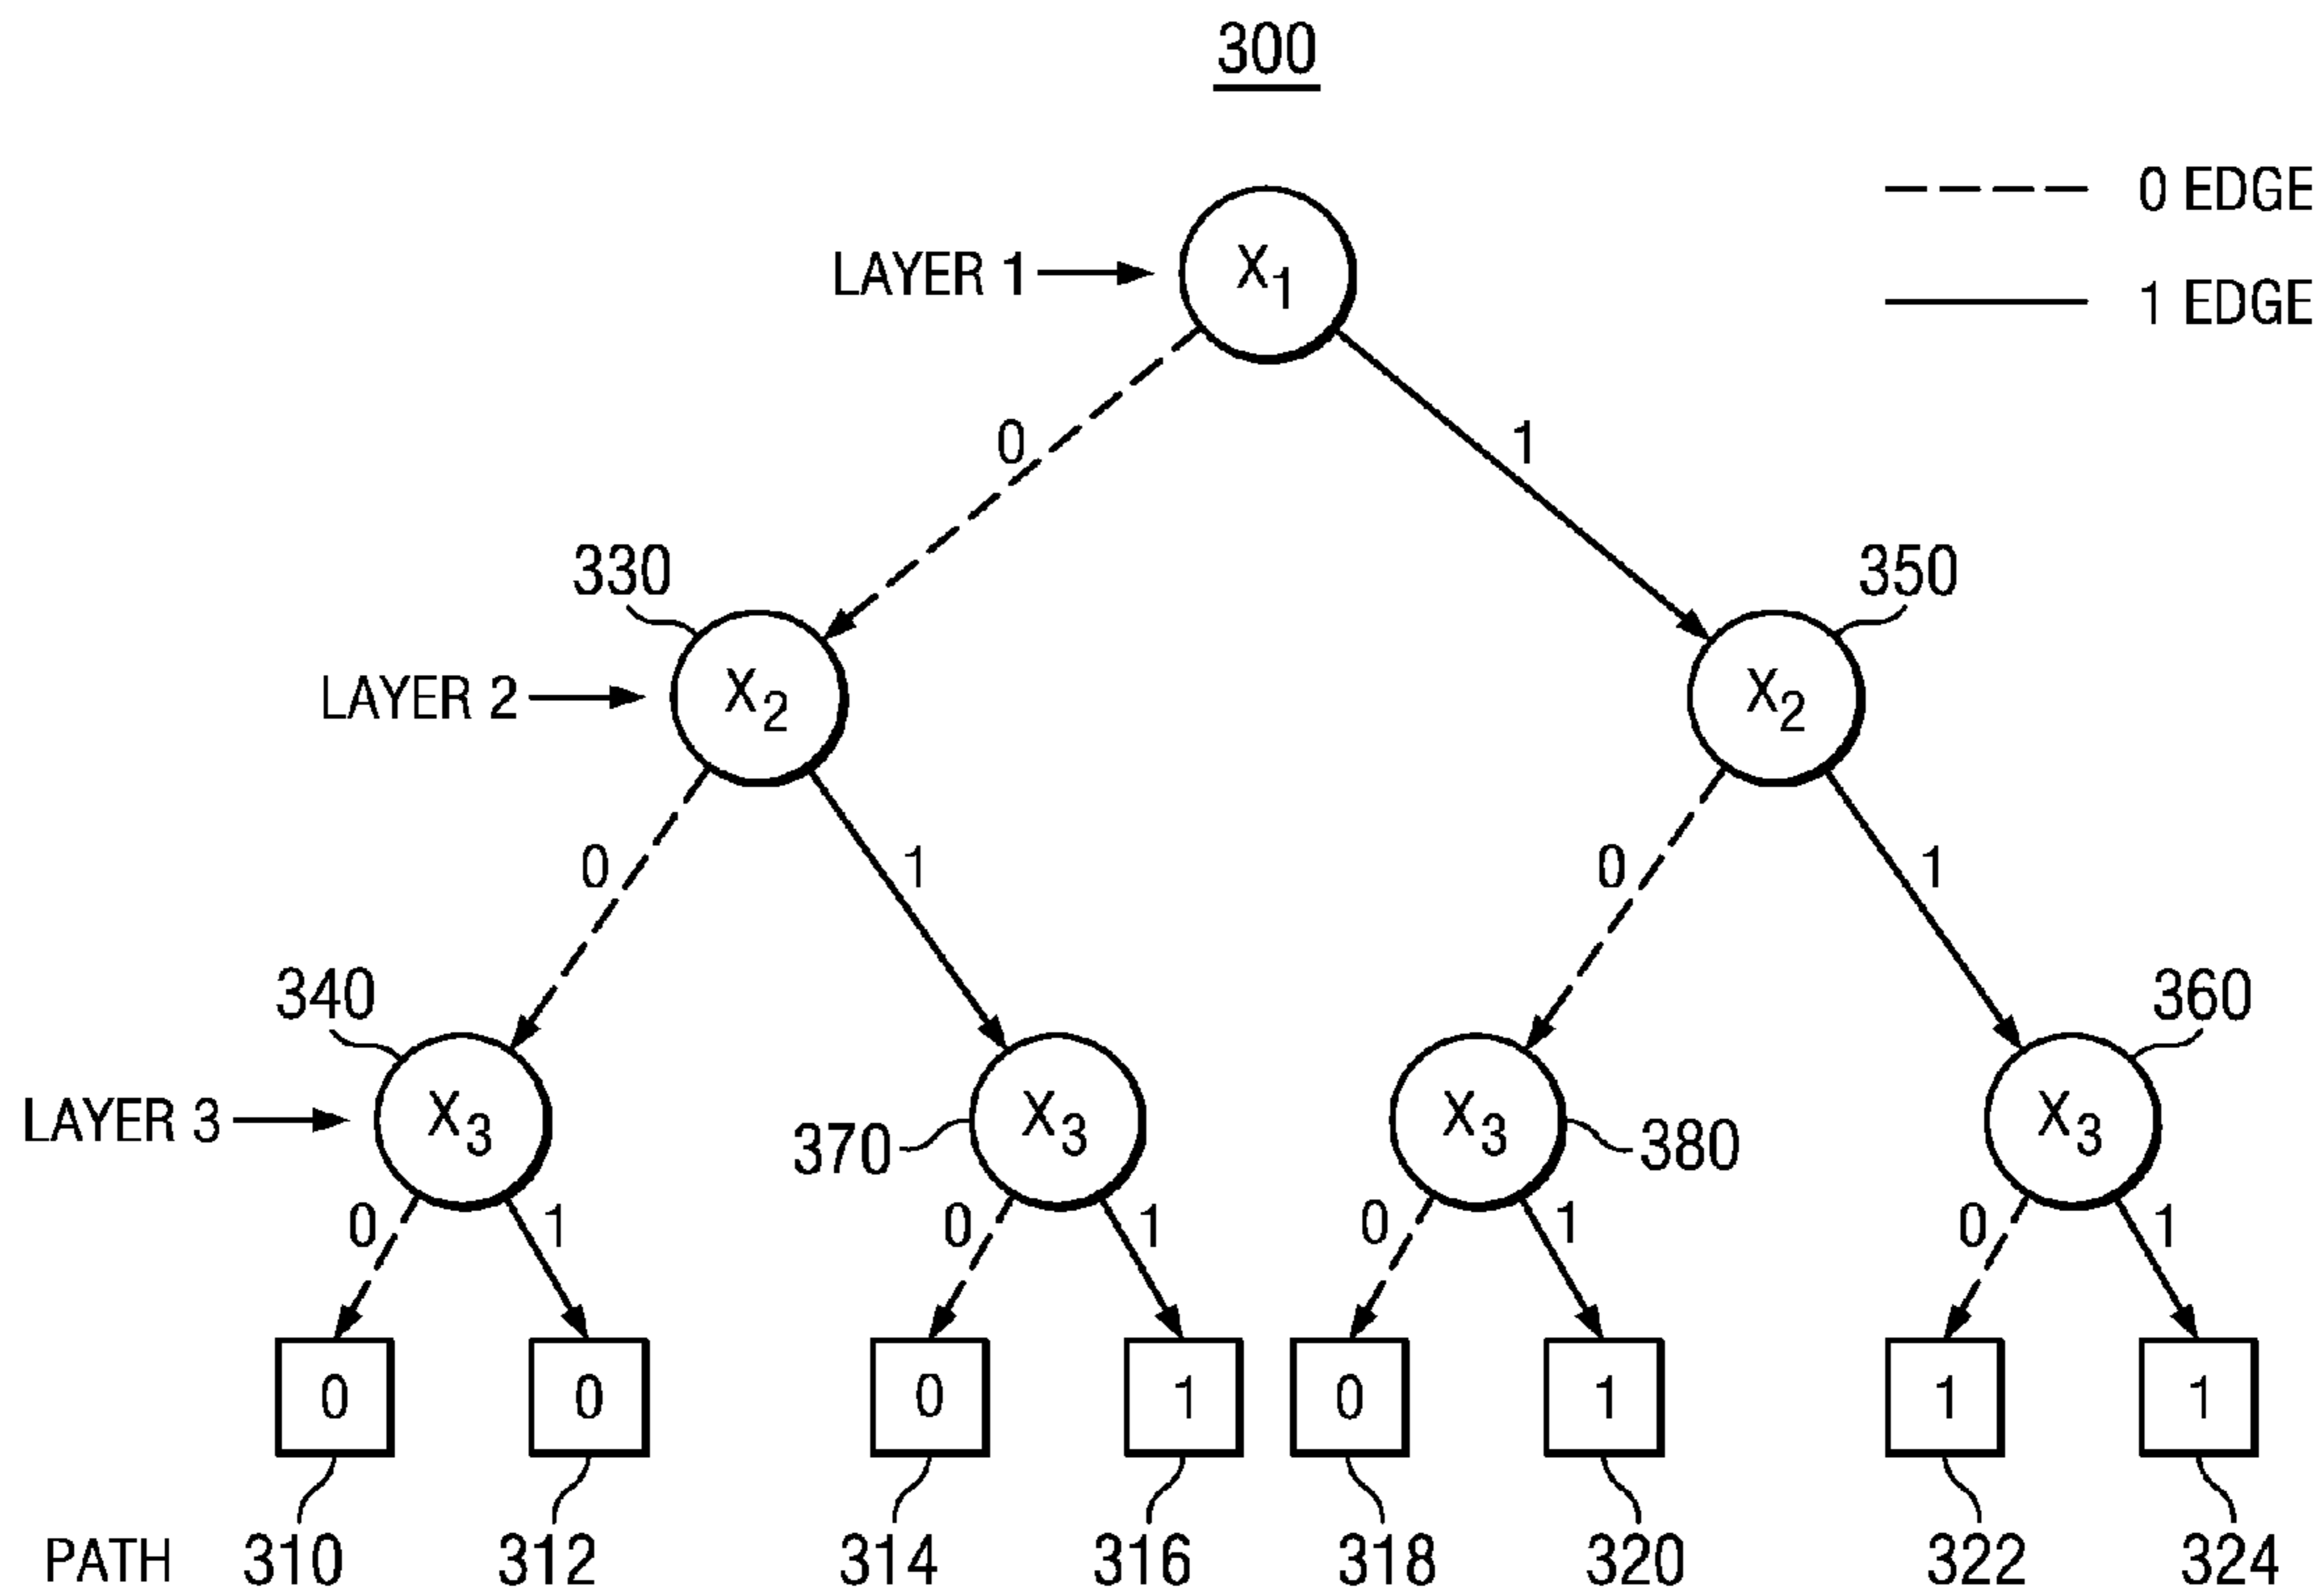 300
0 EDGE
LAYER 1 X1
1 EDGE
0 1
330 350
LAYER 2 X2 X2
0 1 0 1
340 360
LAYER 3 X3 370 X3 X3 380 X3
0 1 0 1 0 1 0 1
0 0 0 1 0 1 1 1
PATH 310 312 314 316 318 320 322 324